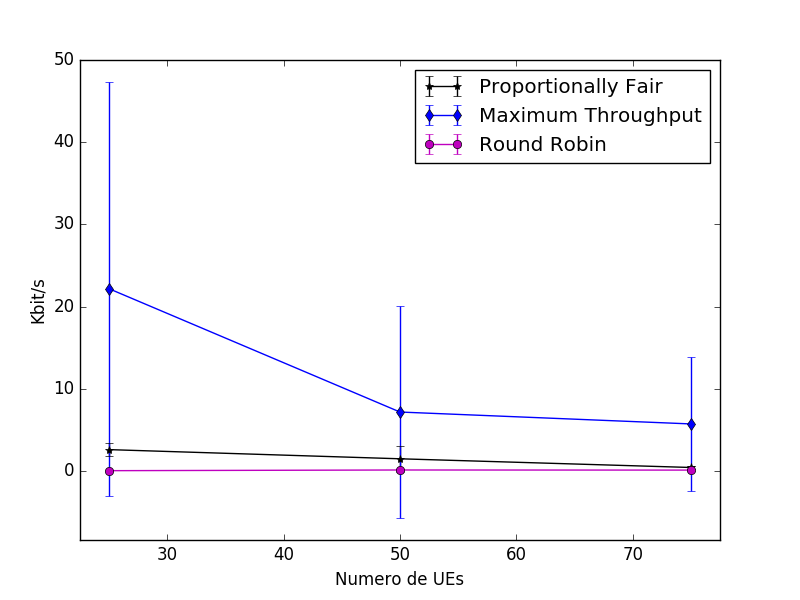 50
40
30
20
10
0
Kbit/s
Proportionally Fair
Maximum Throughput
Round Robin
30 40 50 60 70
Numero de UEs